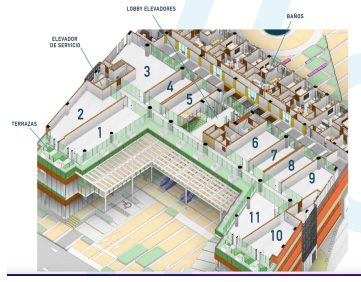 LOBBY ELEVADORES
BAÑOS
ELEVADOR
DE SERVICIO
3
4
5
2
1
TERRAZAS
6
7
8
9
11
10